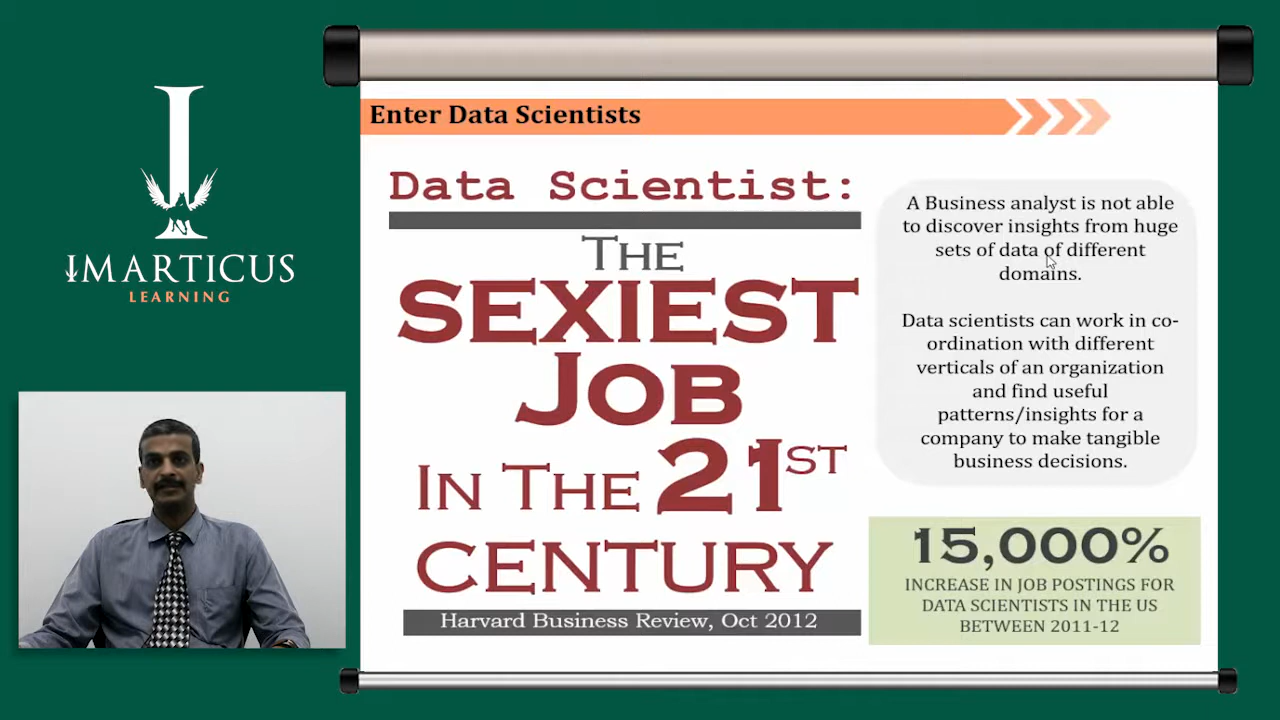 IMARTICUS
LEARNING
Enter Data Scientists
Data Scientist:
THE
SEXIEST
JOB
IN THE 21ST
CENTURY
Harvard Business Review, Oct 2012
A Business analyst is not able
to discover insights from huge
sets of data of different
domains.
Data scientists can work in co-
ordination with different
verticals of an organization
and find useful
patterns/insights for a
company to make tangible
business decisions.
15,000%
INCREASE IN JOB POSTINGS FOR
DATA SCIENTISTS IN THE US
BETWEEN 2011-12